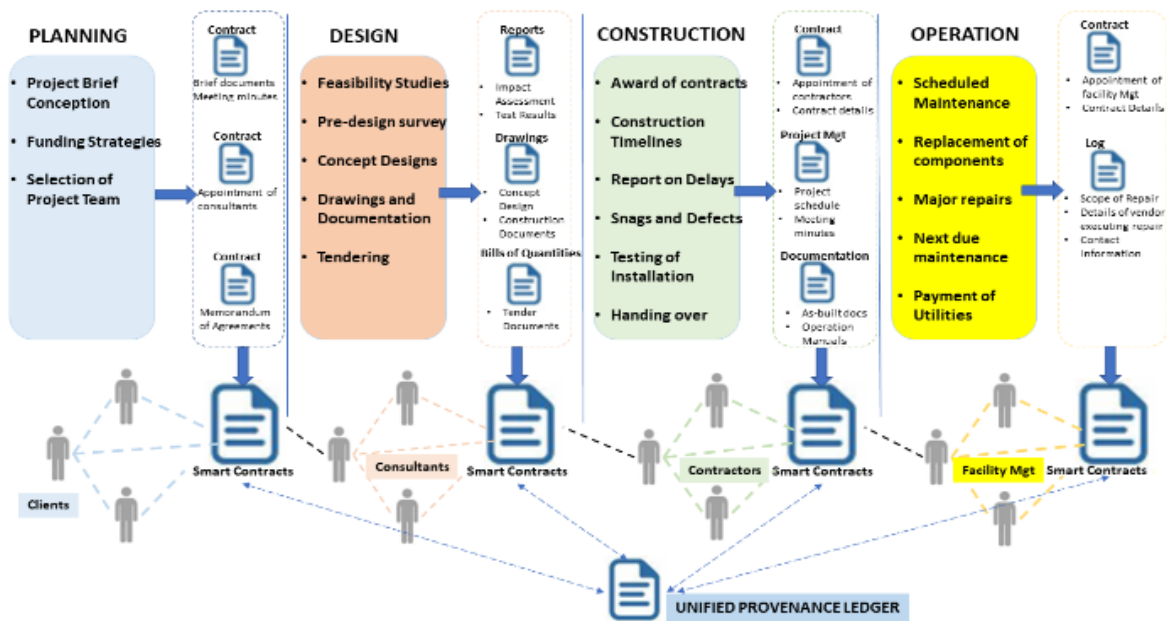 PLANNING
• Project Brief
Conception
• Funding Strategies
• Selection of
Project Team
Contract
Brief documents
Meeting minutes
Contract
Appointment of
consultants
Contract
Memorandum
of Agreements
DESIGN
• Feasibility Studies
• Pre-design survey
• Concept Designs
• Drawings and
Documentation
• Tendering
Reports
• Impact
Assessment
• Test Results
Drawings
• Concept
Design
• Construction
Documents
Bills of Quantities
• Tender
Documents
CONSTRUCTION
• Award of contracts
• Construction
Timelines
• Report on Delays
• Snags and Defects
• Testing of
Installation
• Handing over
Contract
• Appointment of
contractors
• Contract details
Project Mgt
• Project
schedule
• Meeting
minutes
Documentation
• As-built docs
• Operation
Manuals
OPERATION
• Scheduled
Maintenance
• Replacement of
components
• Major repairs
• Next due
maintenance
• Payment of
Utilities
Contract
• Appointment of
facility Mgt
• Contract Details
Log
• Scope of Repair
• Details of vendor
executing repair
• Contact
Information
Clients
Smart Contracts
Consultants
Smart Contracts
Contractors
Smart Contracts
Facility Mgt
Smart Contracts
UNIFIED PROVENANCE LEDGER